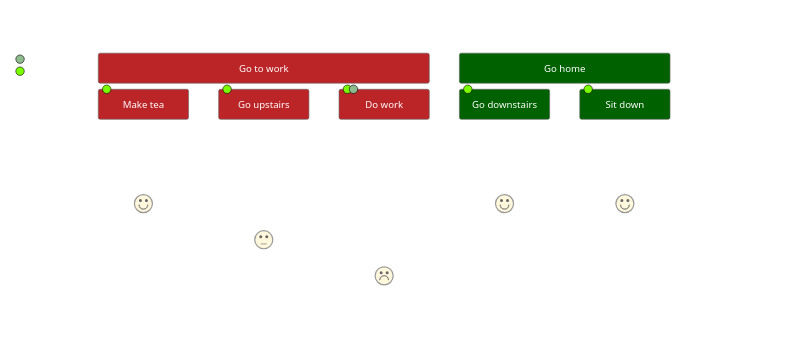 Go to work
Go home
Make tea
Go upstairs
Do work
Go downstairs
Sit down